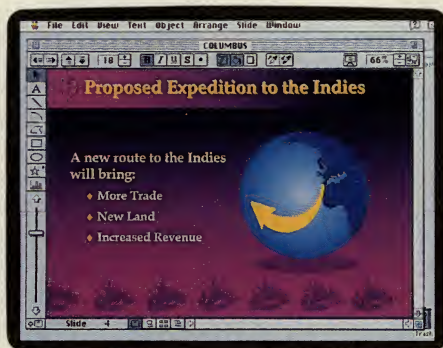 File Edit View Text Object Arrange Slide Window
COLUMBUS
18 B I U S 66%
A
Proposed Expedition to the Indies
A new route to the Indies
will bring:
♦ More Trade
♦ New Land
♦ Increased Revenue
Slide 4
Trash